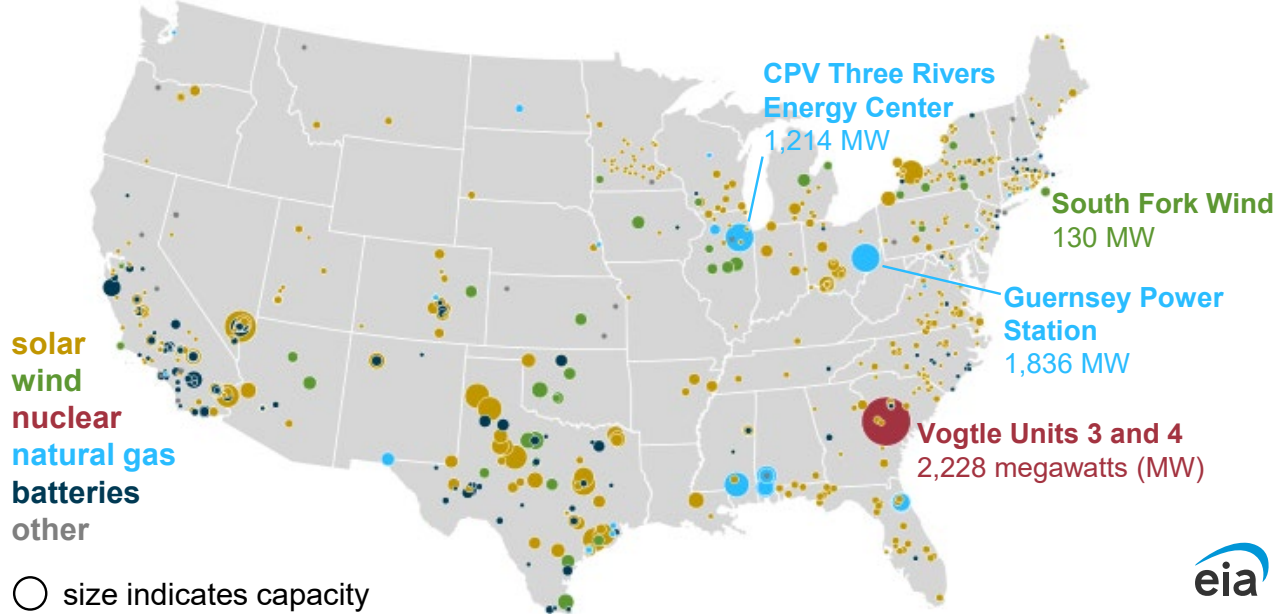 CPV Three Rivers
Energy Center
1,214 MW
South Fork Wind
130 MW
Guernsey Power
Station
1,836 MW
Vogtle Units 3 and 4
2,228 megawatts (MW)
solar
wind
nuclear
natural gas
batteries
other
size indicates capacity
eia